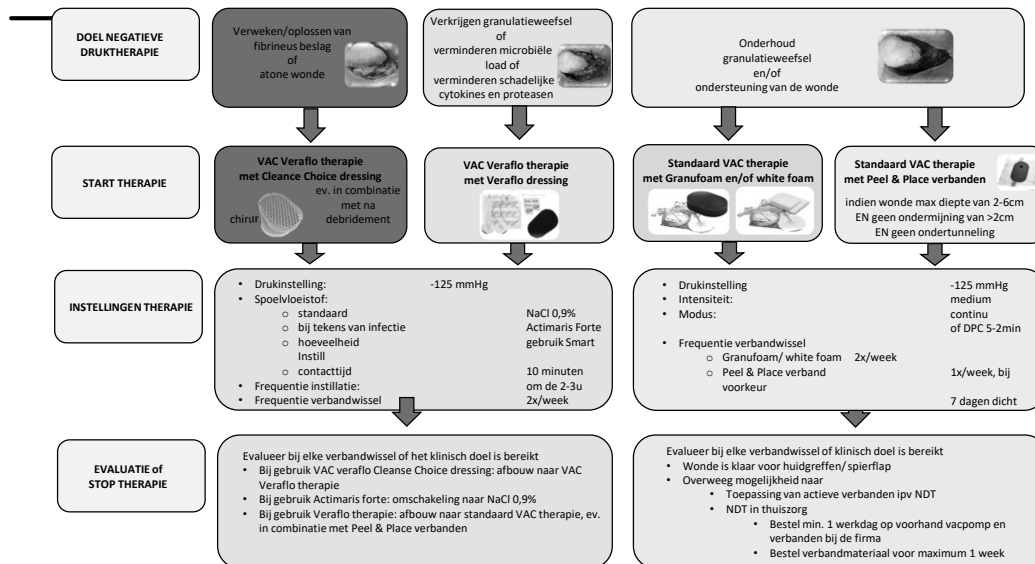 DOEL NEGATIEVE
DRUKTHERAPIE
Verweken/oplossen van
fibrineus beslag
of
atone wonde
Verkrijgen granulatieweefsel
of
verminderen microbiële
load of
verminderen schadelijke
cytokines en proteasen
Onderhoud
granulatieweefsel
en/of
ondersteuning van de wonde
START THERAPIE
VAC Veraflo therapie
met Cleance Choice dressing
ev. in combinatie
met na
chirur debridement
VAC Veraflo therapie
met Veraflo dressing
Standaard VAC therapie
met Granufoam en/of white foam
Standaard VAC therapie
met Peel & Place verbanden
indien wonde max diepte van 2-6cm
EN geen ondermijning van >2cm
EN geen ondertunneling
INSTELLINGEN THERAPIE
• Drukinstelling: -125 mmHg
• Spoelvloeistof:
o standaard NaCl 0,9%
o bij tekens van infectie Actimaris Forte
o hoeveelheid gebruik Smart
Instill
o contacttijd 10 minuten
• Frequentie instillatie: om de 2-3u
• Frequentie verbandwissel 2x/week
• Drukinstelling -125 mmHg
• Intensiteit: medium
• Modus: continu
of DPC 5-2min
• Frequentie verbandwissel
o Granufoam/ white foam 2x/week
o Peel & Place verband 1x/week, bij
voorkeur
7 dagen dicht
EVALUATIE of
STOP THERAPIE
Evalueer bij elke verbandwissel of het klinisch doel is bereikt
• Bij gebruik VAC veraflo Cleanse Choice dressing: afbouw naar VAC
Veraflo therapie
• Bij gebruik Actimaris forte: omschakeling naar NaCl 0,9%
• Bij gebruik Veraflo therapie: afbouw naar standaard VAC therapie, ev.
in combinatie met Peel & Place verbanden
Evalueer bij elke verbandwissel of klinisch doel is bereikt
• Wonde is klaar voor huidgreffen/ spierflap
• Overweeg mogelijkheid naar
• Toepassing van actieve verbanden ipv NDT
• NDT in thuiszorg
• Bestel min. 1 werkdag op voorhand vacpomp en
verbanden bij de firma
• Bestel verbandmateriaal voor maximum 1 week